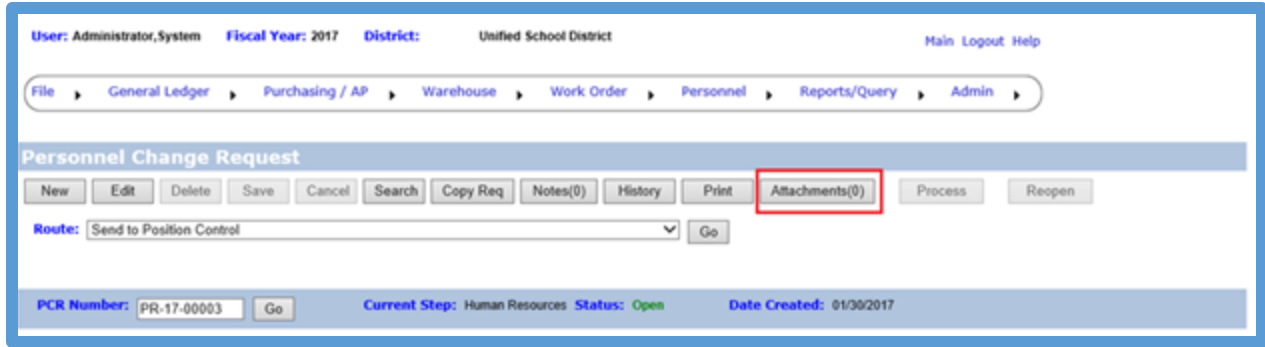 User: Administrator,System Fiscal Year: 2017 District: Unified School District Main Logout Help
File General Ledger Purchasing / AP Warehouse Work Order Personnel Reports/Query Admin
Personnel Change Request
New Edit Delete Save Cancel Search Copy Req Notes(0) History Print Attachments(0) Process Reopen
Route: Send to Position Control Go
PCR Number: PR-17-00003 Go Current Step: Human Resources Status: Open Date Created: 01/30/2017